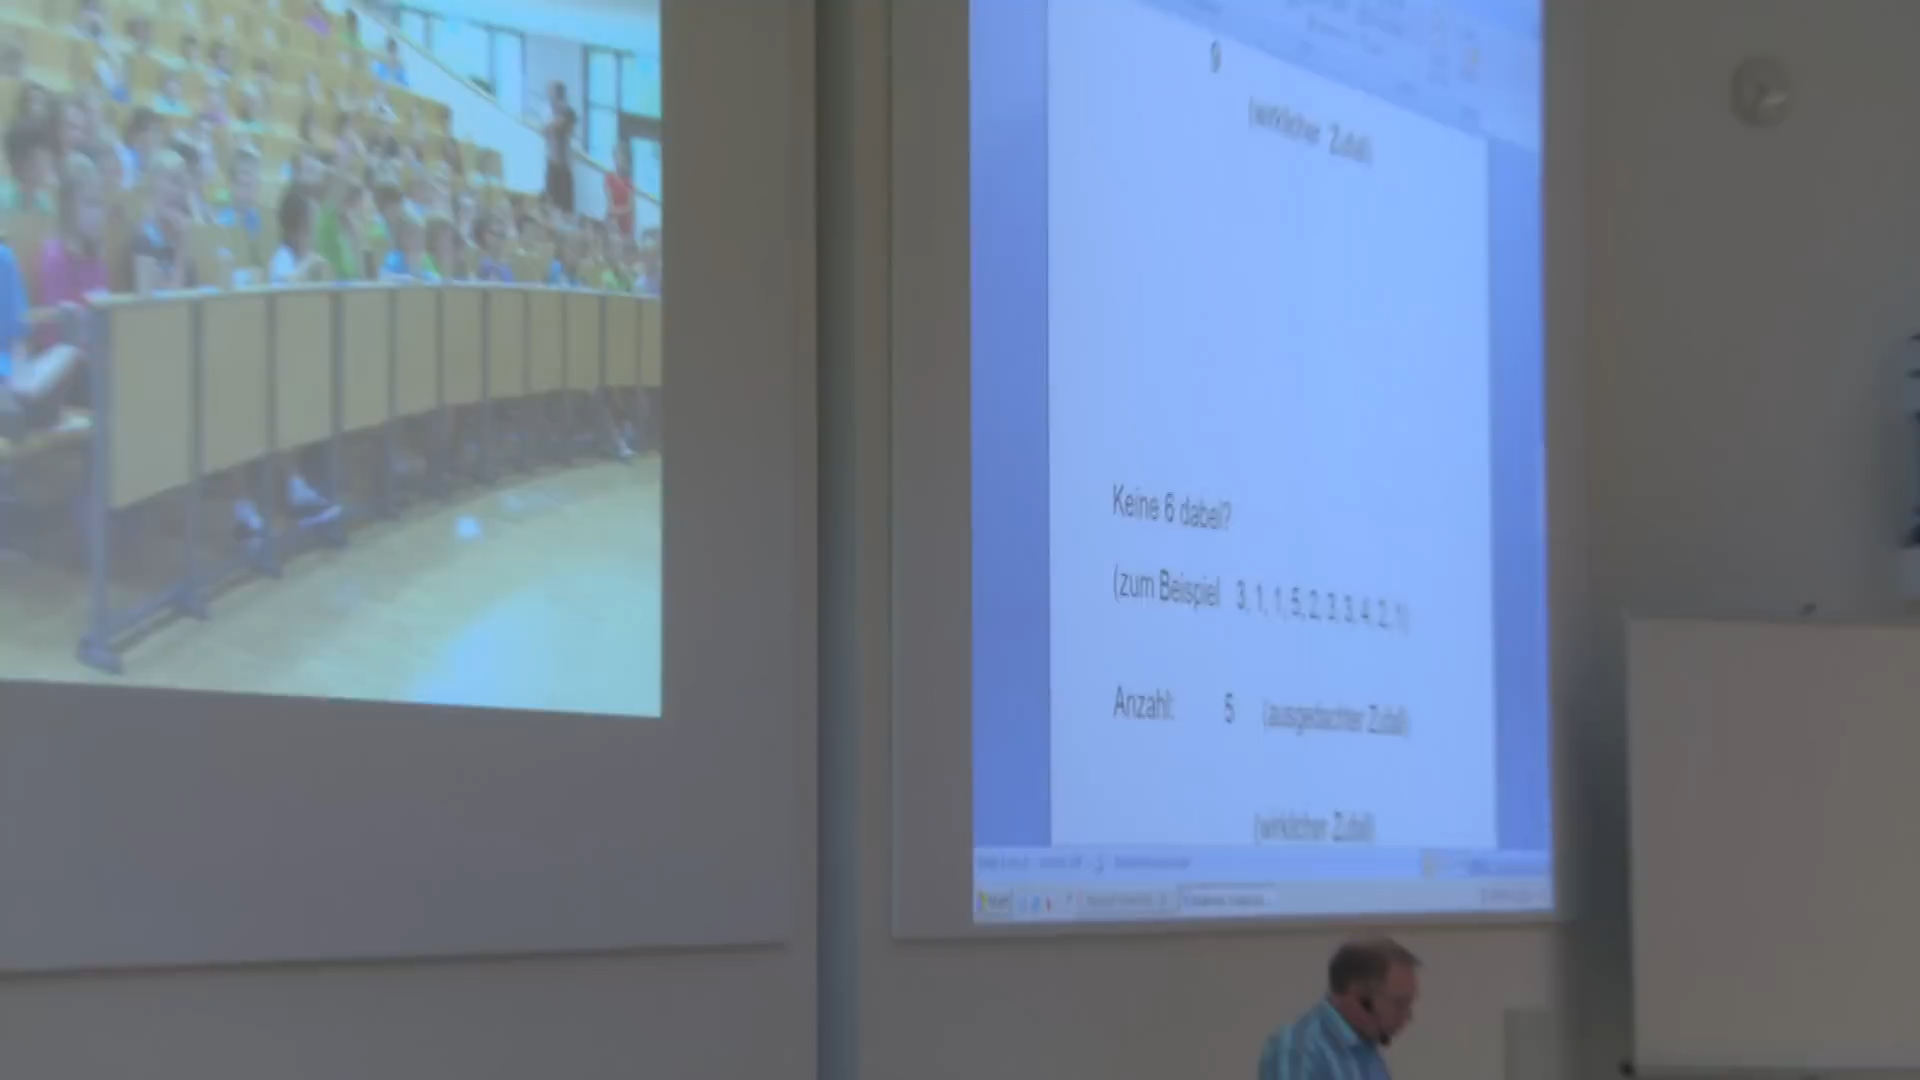 9
(wirklicher Zufall)
Keine 6 dabei?
(zum Beispiel 3, 1, 1, 5, 2, 3, 3, 4, 2, 1)
Anzahl: 5 (ausgedachter Zufall)
(wirklicher Zufall)